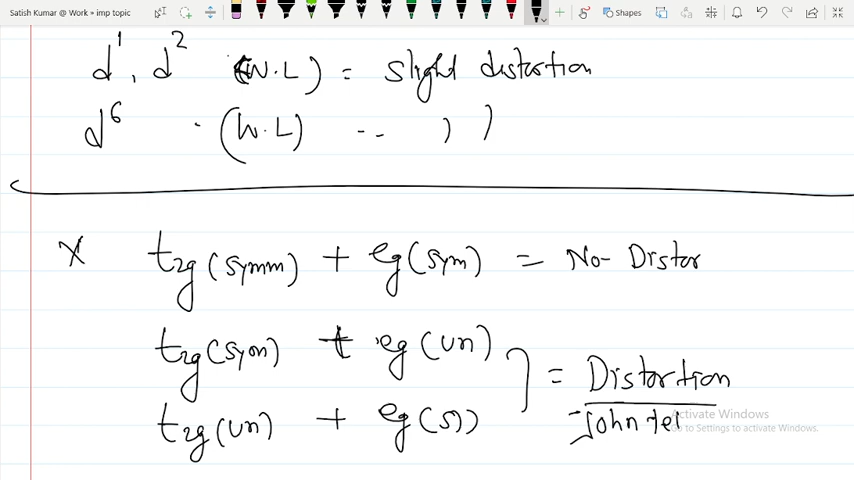 Satish Kumar @ Work » imp topic
Shapes
d¹, d² (W.L) = slight distortion
d⁶ (W.L) -- ) )
X t₂g (symm) + eg (sym) = No- Distor
t₂g (sym) + eg (un)
t₂g (un) + eg (s)) } = Distortion
John tel
Activate Windows
Go to Settings to activate Windows.